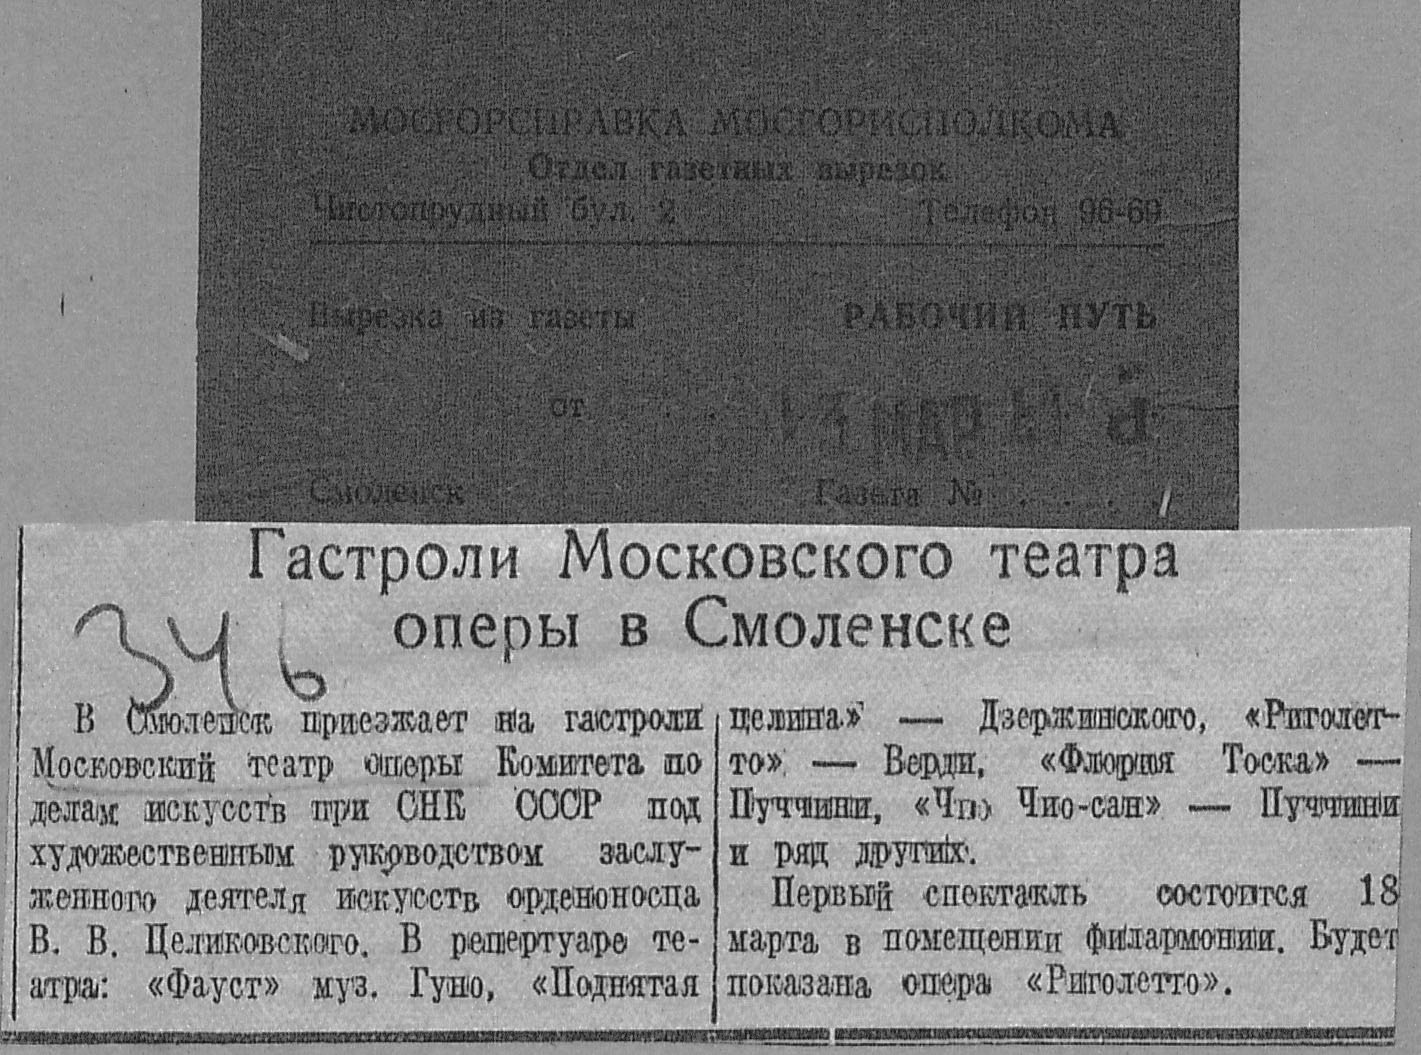 МОСГОРСПРАВКА МОСГОРИСПОЛКОМА
Отдел газетных вырезок
Чистопрудный бул. 2 Телефон 96-69
Вырезка из газеты РАБОЧИЙ ПУТЬ
от . . МАР
Смоленск Газета № . . . .
Гастроли Московского театра
оперы в Смоленске
346
В Смоленск приезжает на гастроли
Московский театр оперы Комитета по
делам искусств при СНК СССР под
художественным руководством заслу-
женного деятеля искусств орденоносца
В. В. Целиковского. В репертуаре те-
атра: «Фауст» муз. Гуно, «Поднятая
целина» — Дзержинского, «Риголет-
то» — Верди, «Флория Тоска» —
Пуччини, «Чио Чио-сан» — Пуччини
и ряд других.
Первый спектакль состоится 18
марта в помещении филармонии. Будет
показана опера «Риголетто».